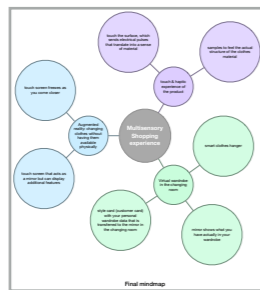 touch the surface, which
sends electrical pulses
that translate into a sense
of material
samples to feel the actual
structure of the clothes
material
touch & haptic
experience of
the product
touch screen freezes as
you come closer
Augmented
reality: changing
clothes without
having them
available
physically
Multisensory
Shopping
experience
smart clothes hanger
touch screen that acts as
a mirror but can display
additional features
Virtual wardrobe
in the changing
room
style card (customer card)
with your personal
wardrobe data that is
transferred to the mirror in
the changing room
mirror shows what you
have actually in your
wardrobe
Final mindmap